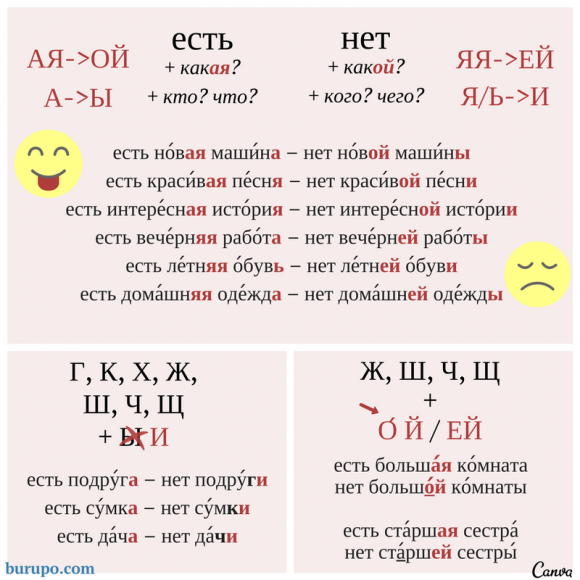 есть
нет
АЯ->ОЙ
+ какая?
+ какой?
ЯЯ->ЕЙ
А->Ы
+ кто? что?
+ кого? чего?
Я/Ь->И
есть но́вая маши́на – нет но́вой маши́ны
есть краси́вая пе́сня – нет краси́вой пе́сни
есть интере́сная исто́рия – нет интере́сной исто́рии
есть вече́рняя рабо́та – нет вече́рней рабо́ты
есть ле́тняя о́бувь – нет ле́тней о́буви
есть дома́шняя оде́жда – нет дома́шней оде́жды
Г, К, Х, Ж,
Ш, Ч, Щ
+ Ы И
есть подру́га – нет подру́ги
есть су́мка – нет су́мки
есть да́ча – нет да́чи
Ж, Ш, Ч, Щ
+
О́ Й / ЕЙ
есть больша́я ко́мната
нет большо́й ко́мнаты
есть ста́ршая сестра́
нет ста́ршей сестры́
burupo.com
Canva